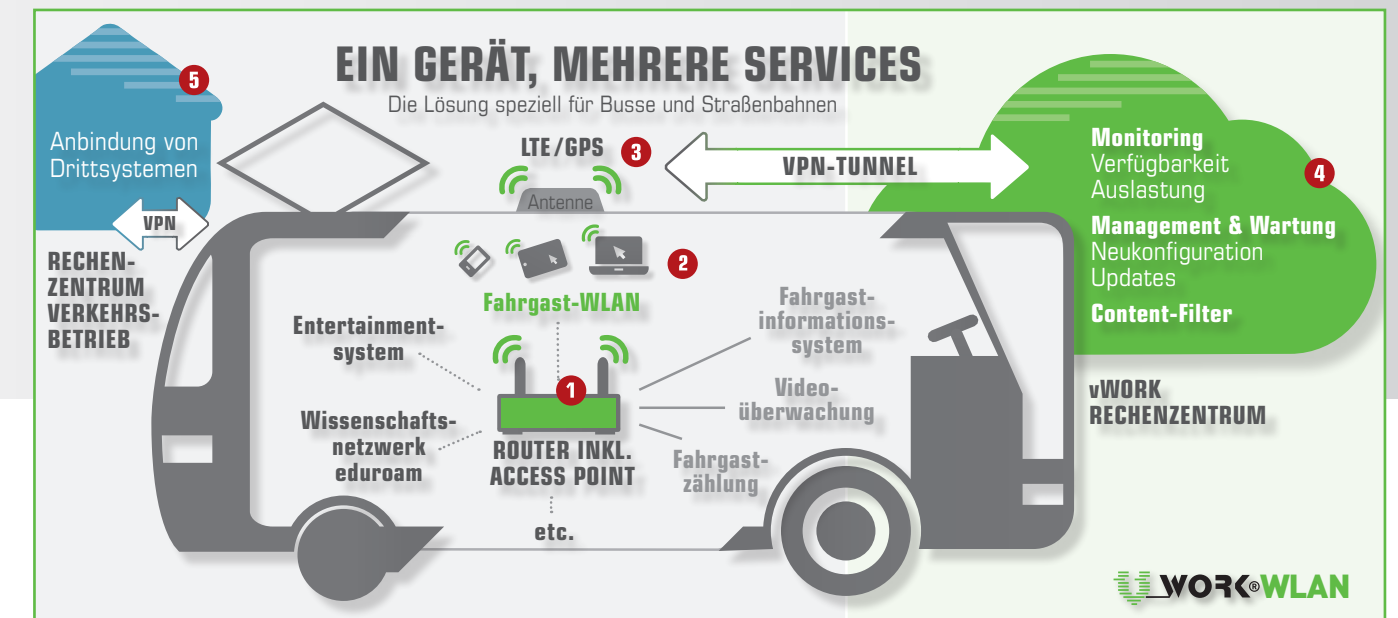 EIN GERÄT, MEHRERE SERVICES
Die Lösung speziell für Busse und Straßenbahnen
5
Anbindung von
Drittsystemen
VPN
RECHEN-
ZENTRUM
VERKEHRS-
BETRIEB
LTE/GPS
3
Antenne
VPN-TUNNEL
Monitoring
Verfügbarkeit
Auslastung
4
Management & Wartung
Neukonfiguration
Updates
Content-Filter
vWORK
RECHENZENTRUM
2
Fahrgast-WLAN
Entertainment-
system
Wissenschafts-
netzwerk
eduroam
1
ROUTER INKL.
ACCESS POINT
etc.
Fahrgast-
informations-
system
Video-
überwachung
Fahrgast-
zählung
V_WORK®WLAN